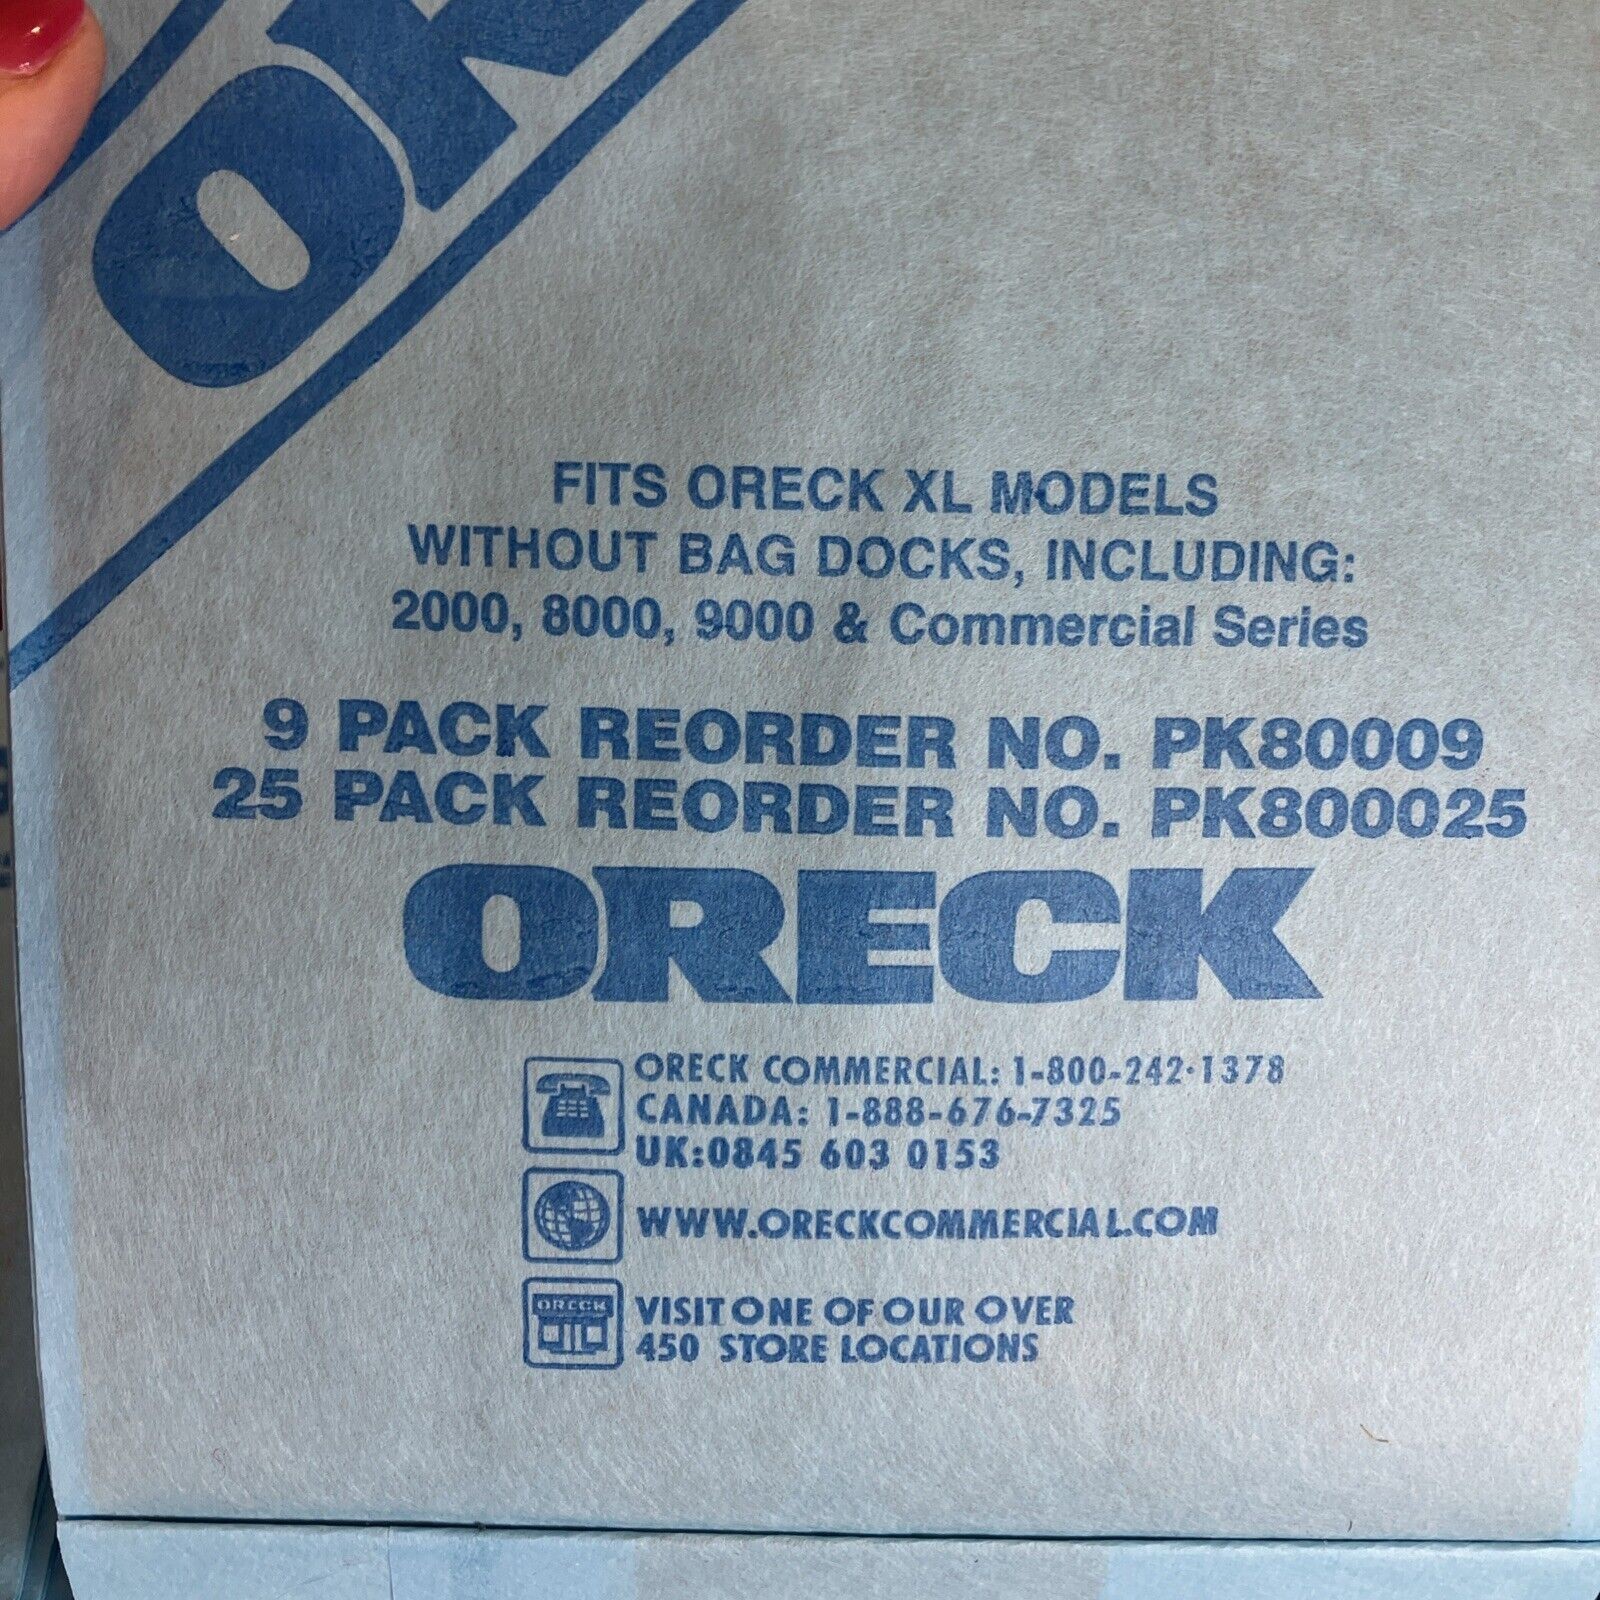 OR
FITS ORECK XL MODELS
WITHOUT BAG DOCKS, INCLUDING:
2000, 8000, 9000 & Commercial Series
9 PACK REORDER NO. PK80009
25 PACK REORDER NO. PK800025
ORECK
ORECK COMMERCIAL: 1-800-242·1378
CANADA: 1-888-676-7325
UK:0845 603 0153
WWW.ORECKCOMMERCIAL.COM
ORECK
VISIT ONE OF OUR OVER
450 STORE LOCATIONS